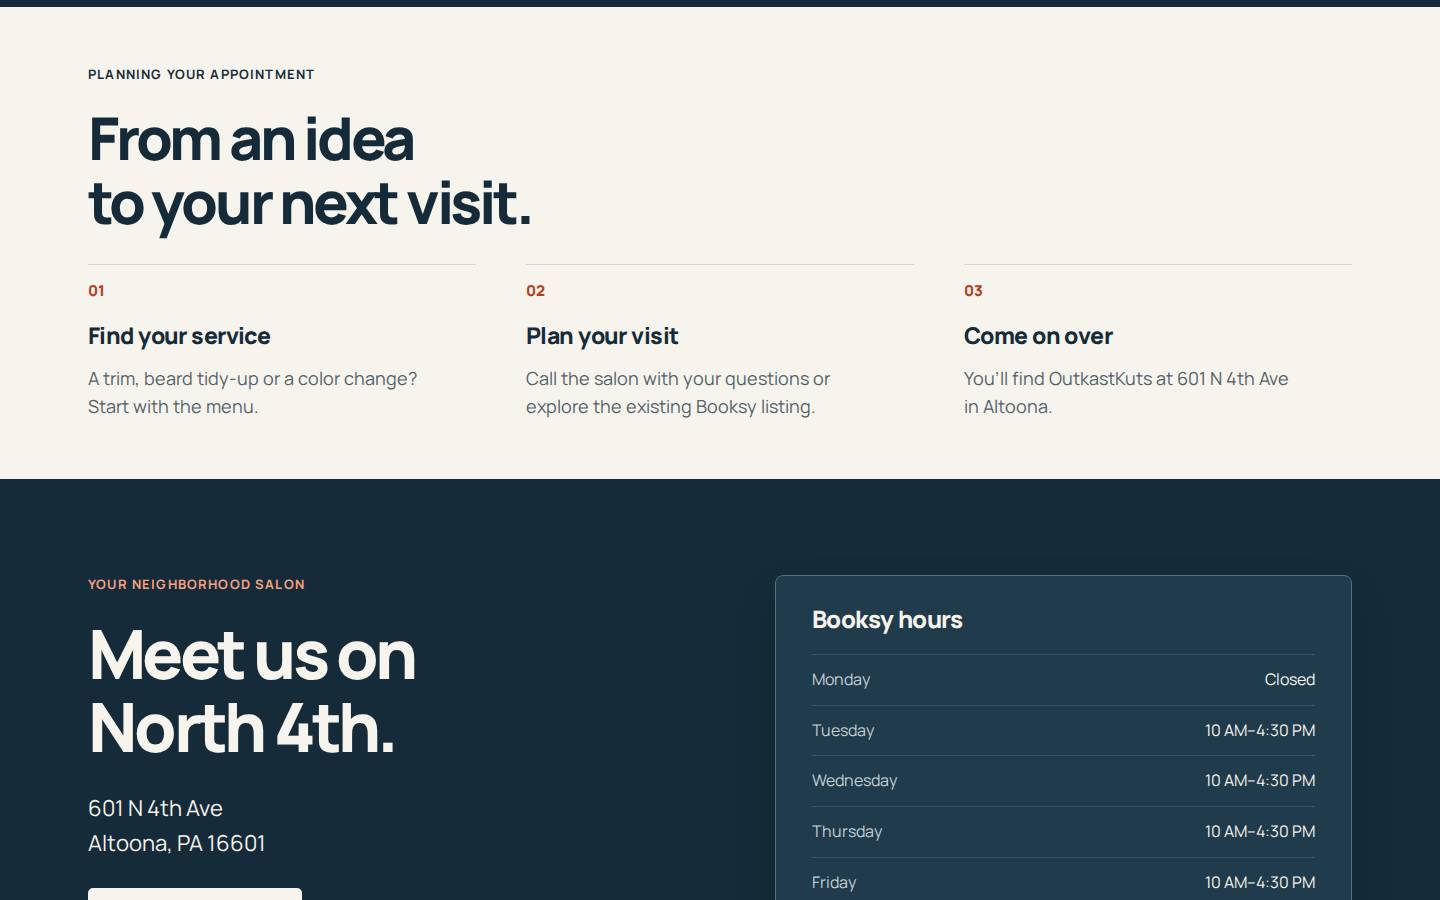 PLANNING YOUR APPOINTMENT
From an idea
to your next visit.
01
Find your service
A trim, beard tidy-up or a color change?
Start with the menu.
02
Plan your visit
Call the salon with your questions or
explore the existing Booksy listing.
03
Come on over
You’ll find OutkastKuts at 601 N 4th Ave
in Altoona.
YOUR NEIGHBORHOOD SALON
Meet us on
North 4th.
601 N 4th Ave
Altoona, PA 16601
Booksy hours
Monday Closed
Tuesday 10 AM–4:30 PM
Wednesday 10 AM–4:30 PM
Thursday 10 AM–4:30 PM
Friday 10 AM–4:30 PM